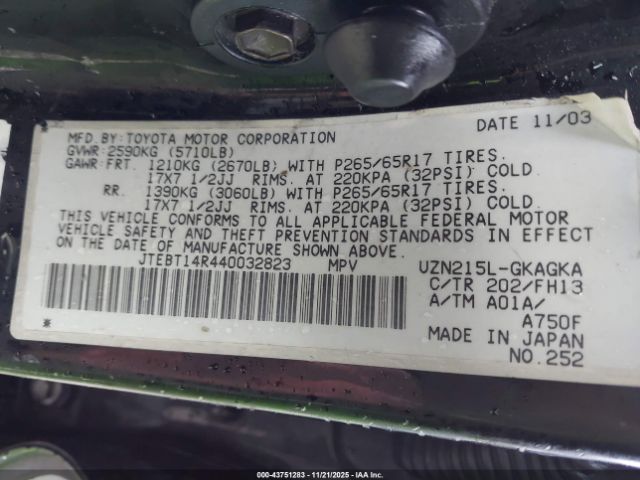 MFD.BY:TOYOTA MOTOR CORPORATION DATE 11/03
GVWR:2590KG (5710LB)
GAWR:FRT. 1210KG (2670LB) WITH P265/65R17 TIRES.
17X7 1/2JJ RIMS. AT 220KPA (32PSI) COLD.
RR. 1390KG (3060LB) WITH P265/65R17 TIRES.
17X7 1/2JJ RIMS. AT 220KPA (32PSI) COLD.
THIS VEHICLE CONFORMS TO ALL APPLICABLE FEDERAL MOTOR
VEHICLE SAFETY AND THEFT PREVENTION STANDARDS IN EFFECT
ON THE DATE OF MANUFACTURE SHOWN ABOVE.
JTEBT14R440032823 MPV UZN215L-GKAGKA
C/TR 202/FH13
A/TM A01A/
A750F
MADE IN JAPAN
NO.252
000-43751283 - 11/21/2025 - IAA Inc.